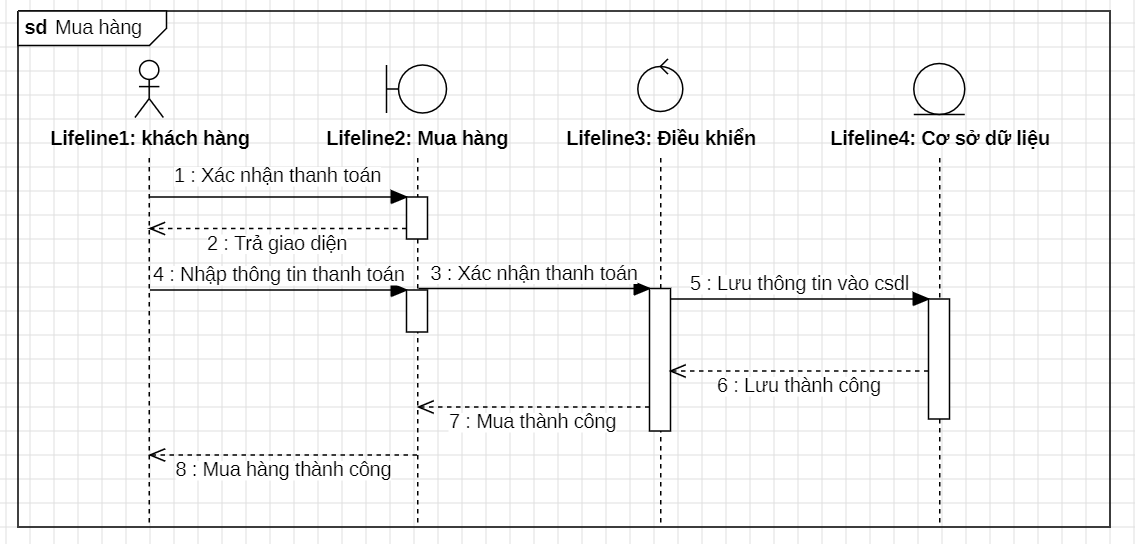 sd Mua hàng
Lifeline1: khách hàng
Lifeline2: Mua hàng
Lifeline3: Điều khiển
Lifeline4: Cơ sở dữ liệu
1 : Xác nhận thanh toán
2 : Trả giao diện
4 : Nhập thông tin thanh toán
3 : Xác nhận thanh toán
5 : Lưu thông tin vào csdl
6 : Lưu thành công
7 : Mua thành công
8 : Mua hàng thành công